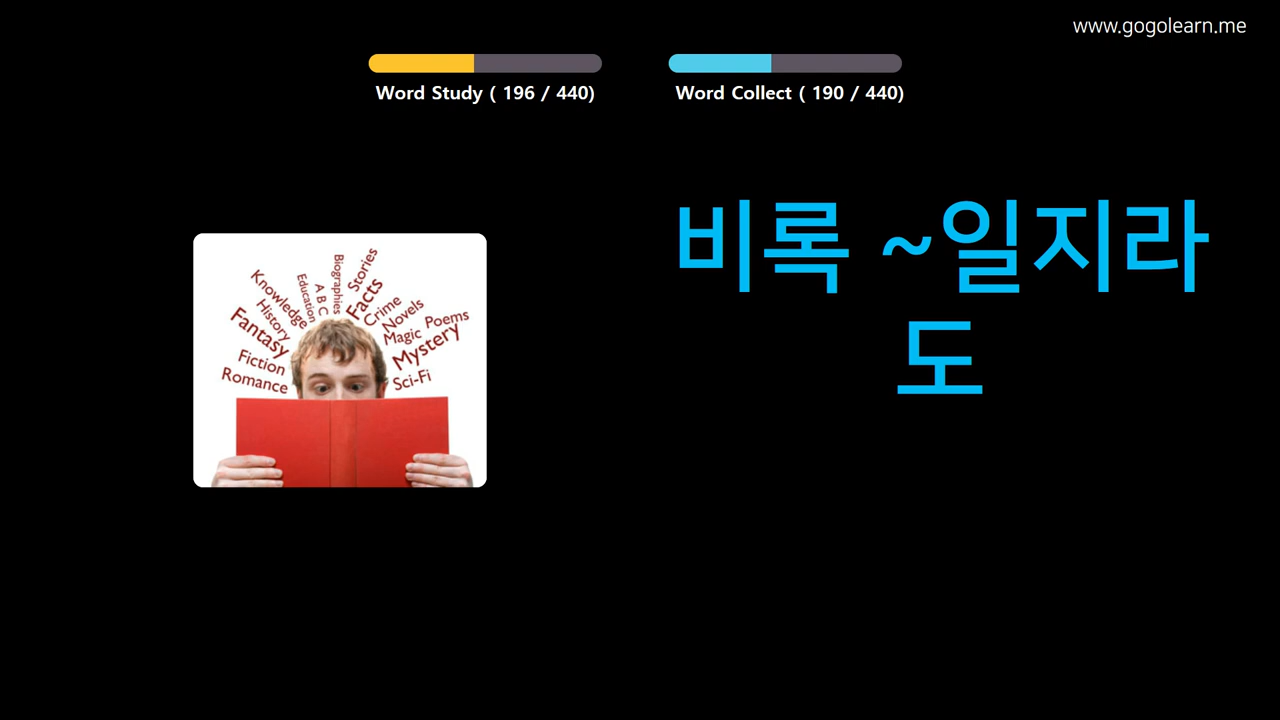 www.gogolearn.me
Word Study ( 196 / 440)
Word Collect ( 190 / 440)
비록 ~일지라
도
Stories
Biographies
Facts
A B C
Education
Knowledge
Crime
History
Novels
Fantasy
Magic
Poems
Mystery
Fiction
Romance
Sci-Fi